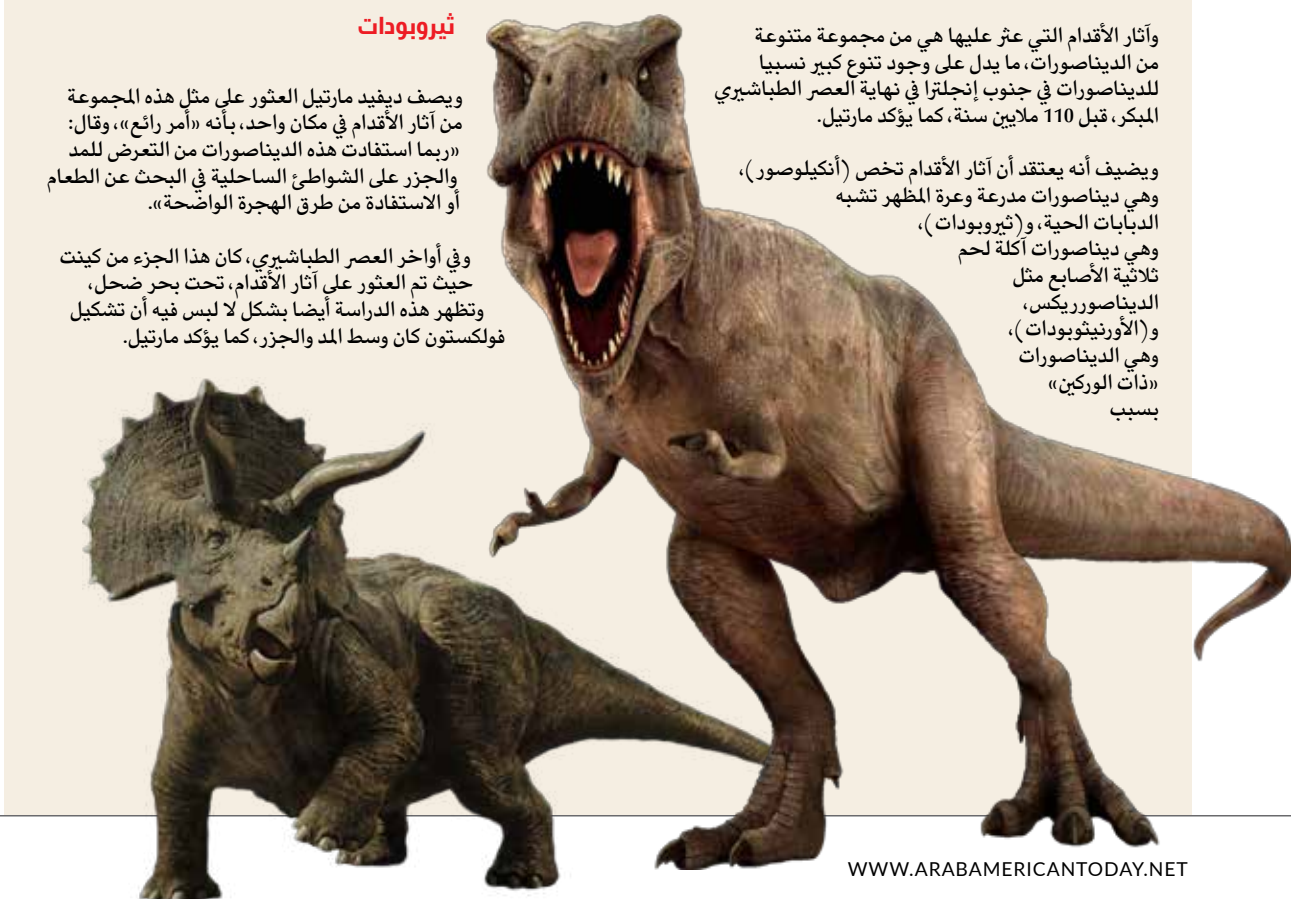 وآثار الأقدام التي عثر عليها هي من مجموعة متنوعة
من الديناصورات، ما يدل على وجود تنوع كبير نسبيا
للديناصورات في جنوب إنجلترا في نهاية العصر الطباشيري
المبكر، قبل 110 ملايين سنة، كما يؤكد مارتيل.
ويضيف أنه يعتقد أن آثار الأقدام تخص (أنكيلوصور)،
وهي ديناصورات مدرعة وعرة المظهر تشبه
الدبابات الحية، و(ثيروبودات)،
وهي ديناصورات آكلة لحم
ثلاثية الأصابع مثل
الديناصورريكس،
و(الأورنيثوبودات)،
وهي الديناصورات
«ذات الوركين»
بسبب
ثيروبودات
ويصف ديفيد مارتيل العثور على مثل هذه المجموعة
من آثار الأقدام في مكان واحد، بأنه «أمر رائع»، وقال:
«ربما استفادت هذه الديناصورات من التعرض للمد
والجزر على الشواطئ الساحلية في البحث عن الطعام
أو الاستفادة من طرق الهجرة الواضحة».
وفي أواخر العصر الطباشيري، كان هذا الجزء من كينت
حيث تم العثور على آثار الأقدام، تحت بحر ضحل،
وتظهر هذه الدراسة أيضا بشكل لا لبس فيه أن تشكيل
فولكستون كان وسط المد والجزر، كما يؤكد مارتيل.
WWW.ARABAMERICANTODAY.NET